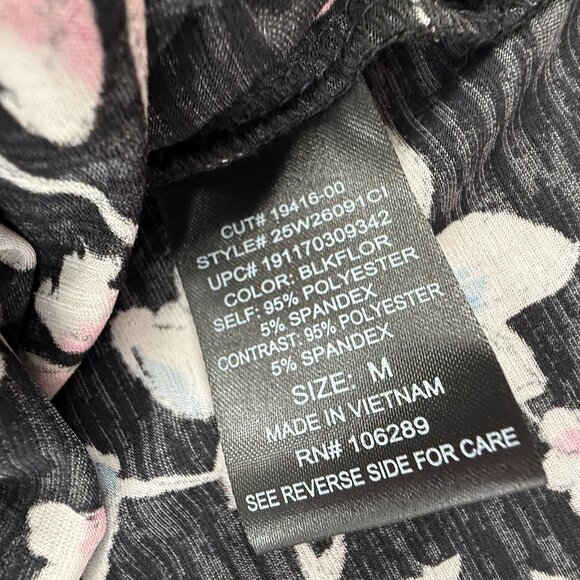 CUT# 19416-00
STYLE# 25W26091CI
UPC# 191170309342
COLOR: BLKFLOR
SELF: 95% POLYESTER
5% SPANDEX
CONTRAST: 95% POLYESTER
5% SPANDEX
SIZE: M
MADE IN VIETNAM
RN# 106289
SEE REVERSE SIDE FOR CARE